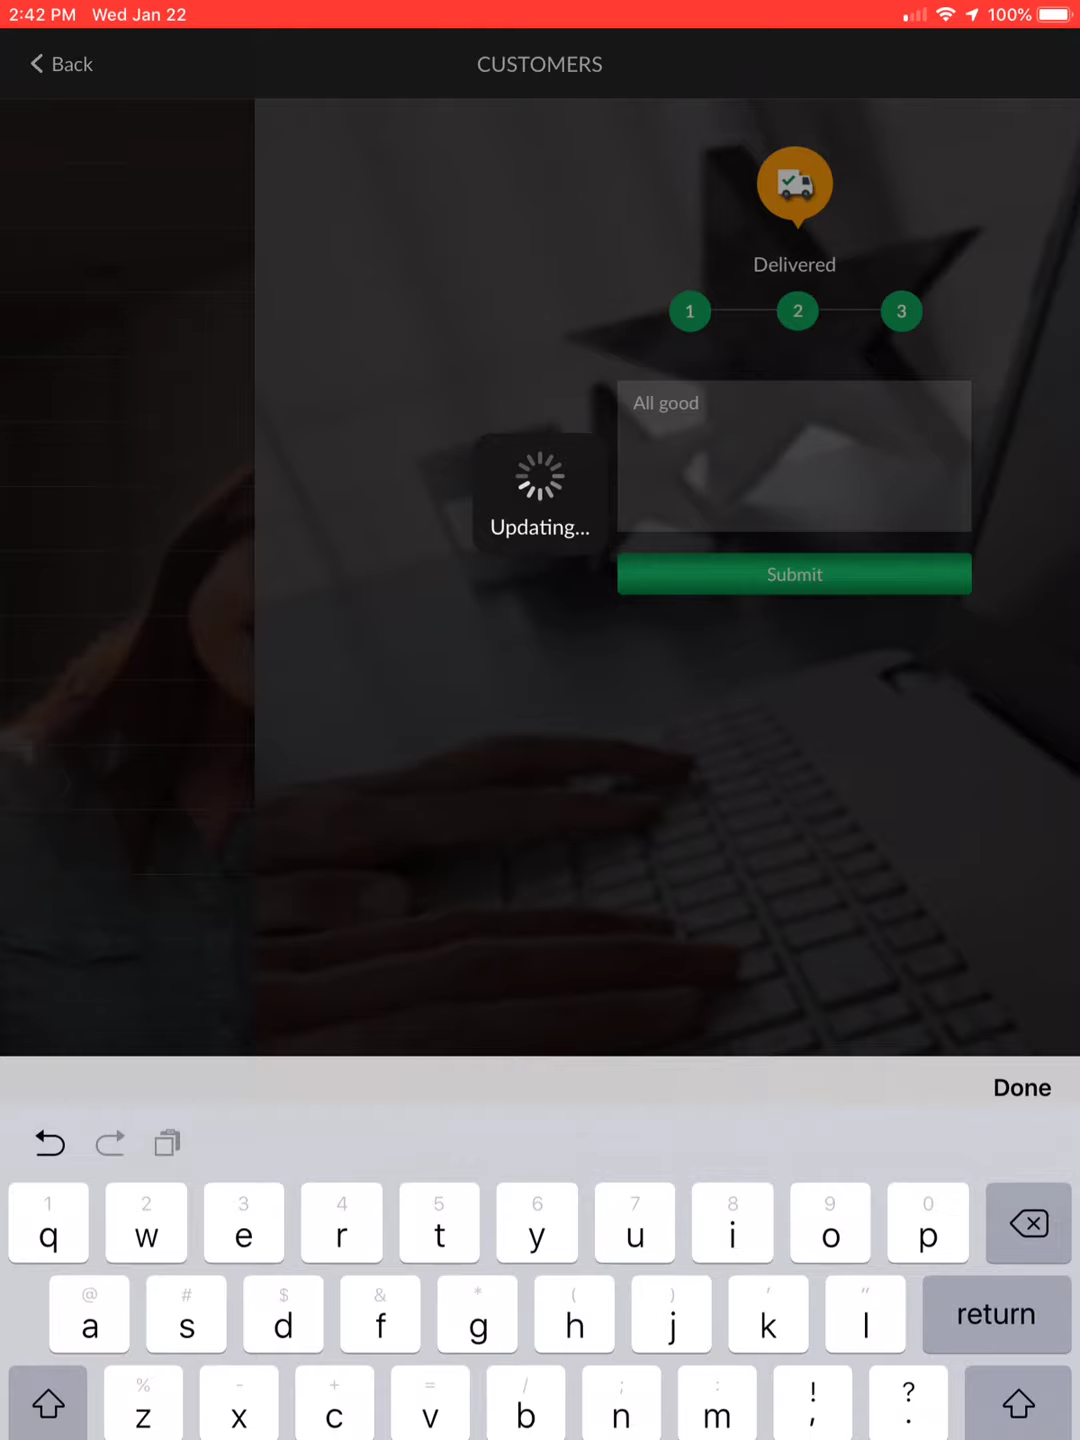 2:42 PM Wed Jan 22 100%
Back CUSTOMERS
Delivered
1 2 3
All good
Updating...
Submit
Done
1 2 3 4 5 6 7 8 9 0
q w e r t y u i o p
@ # $ & * ( ) ' "
a s d f g h j k l return
% - + = / ; : ! ?
z x c v b n m , .